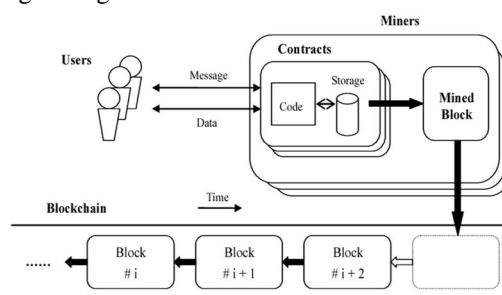 Miners
Contracts
Users
Message
Storage
Code
Mined
Block
Data
Time
Blockchain
......
Block
# i
Block
# i + 1
Block
# i + 2